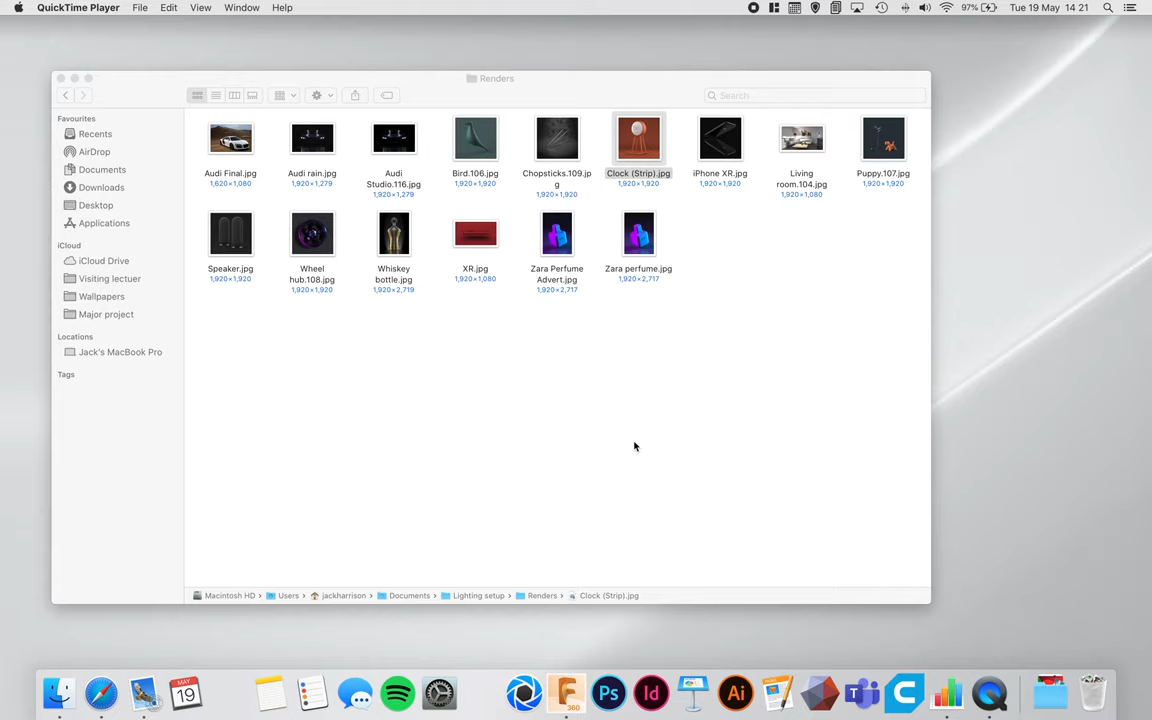 QuickTime Player File Edit View Window Help 97% Tue 19 May 14 21
Renders
Search
Favourites
Recents
AirDrop
Documents
Downloads
Desktop
Applications
iCloud
iCloud Drive
Visiting lectuer
Wallpapers
Major project
Locations
Jack's MacBook Pro
Tags
Audi Final.jpg
1,620×1,080
Audi rain.jpg
1,920×1,279
Audi
Studio.116.jpg
1,920×1,279
Bird.106.jpg
1,920×1,920
Chopsticks.109.jp
g
1,920×1,920
Clock (Strip).jpg
1,920×1,920
iPhone XR.jpg
1,920×1,920
Living
room.104.jpg
1,920×1,080
Puppy.107.jpg
1,920×1,920
Speaker.jpg
1,920×1,920
Wheel
hub.108.jpg
1,920×1,920
Whiskey
bottle.jpg
1,920×2,719
XR.jpg
1,920×1,080
Zara Perfume
Advert.jpg
1,920×2,717
Zara perfume.jpg
1,920×2,717
Macintosh HD › Users › jackharrison › Documents › Lighting setup › Renders › Clock (Strip).jpg
MAY
19
F
360
Ps
Id
Ai
T
C